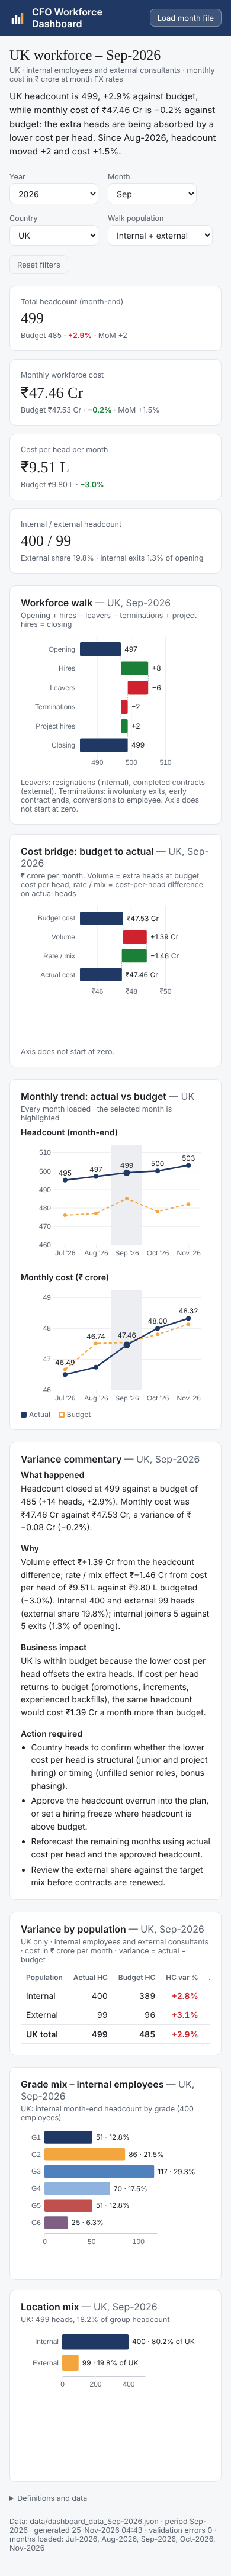 CFO Workforce
Dashboard
Load month file
UK workforce – Sep-2026
UK · internal employees and external consultants · monthly
cost in ₹ crore at month FX rates
UK headcount is 499, +2.9% against budget,
while monthly cost of ₹47.46 Cr is −0.2% against
budget: the extra heads are being absorbed by a
lower cost per head. Since Aug-2026, headcount
moved +2 and cost +1.5%.
Year
Month
2026
Sep
Country
Walk population
UK
Internal + external
Reset filters
Total headcount (month-end)
499
Budget 485 · +2.9% · MoM +2
Monthly workforce cost
₹47.46 Cr
Budget ₹47.53 Cr · −0.2% · MoM +1.5%
Cost per head per month
₹9.51 L
Budget ₹9.80 L · −3.0%
Internal / external headcount
400 / 99
External share 19.8% · internal exits 1.3% of opening
Workforce walk — UK, Sep-2026
Opening + hires − leavers − terminations + project
hires = closing
Opening 497
Hires +8
Leavers −6
Terminations −2
Project hires +2
Closing 499
490 500 510
Leavers: resignations (internal), completed contracts
(external). Terminations: involuntary exits, early
contract ends, conversions to employee. Axis does
not start at zero.
Cost bridge: budget to actual — UK, Sep-
2026
₹ crore per month. Volume = extra heads at budget
cost per head; rate / mix = cost-per-head difference
on actual heads
Budget cost ₹47.53 Cr
Volume +1.39 Cr
Rate / mix −1.46 Cr
Actual cost ₹47.46 Cr
₹46 ₹48 ₹50
Axis does not start at zero.
Monthly trend: actual vs budget — UK
Every month loaded · the selected month is
highlighted
Headcount (month-end)
510
500
490
480
470
460
495 497 499 500 503
Jul '26 Aug '26 Sep '26 Oct '26 Nov '26
Monthly cost (₹ crore)
49
48
47
46
46.49 46.74 47.46 48.00 48.32
Jul '26 Aug '26 Sep '26 Oct '26 Nov '26
Actual Budget
Variance commentary — UK, Sep-2026
What happened
Headcount closed at 499 against a budget of
485 (+14 heads, +2.9%). Monthly cost was
₹47.46 Cr against ₹47.53 Cr, a variance of ₹
−0.08 Cr (−0.2%).
Why
Volume effect ₹+1.39 Cr from the headcount
difference; rate / mix effect ₹−1.46 Cr from cost
per head of ₹9.51 L against ₹9.80 L budgeted
(−3.0%). Internal 400 and external 99 heads
(external share 19.8%); internal joiners 5 against
5 exits (1.3% of opening).
Business impact
UK is within budget because the lower cost per
head offsets the extra heads. If cost per head
returns to budget (promotions, increments,
experienced backfills), the same headcount
would cost ₹1.39 Cr a month more than budget.
Action required
• Country heads to confirm whether the lower
cost per head is structural (junior and project
hiring) or timing (unfilled senior roles, bonus
phasing).
• Approve the headcount overrun into the plan,
or set a hiring freeze where headcount is
above budget.
• Reforecast the remaining months using actual
cost per head and the approved headcount.
• Review the external share against the target
mix before contracts are renewed.
Variance by population — UK, Sep-2026
UK only · internal employees and external consultants
· cost in ₹ crore per month · variance = actual −
budget
Population Actual HC Budget HC HC var %
Internal 400 389 +2.8%
External 99 96 +3.1%
UK total 499 485 +2.9%
Grade mix – internal employees — UK,
Sep-2026
UK: internal month-end headcount by grade (400
employees)
G1 51 · 12.8%
G2 86 · 21.5%
G3 117 · 29.3%
G4 70 · 17.5%
G5 51 · 12.8%
G6 25 · 6.3%
0 50 100
Location mix — UK, Sep-2026
UK: 499 heads, 18.2% of group headcount
Internal 400 · 80.2% of UK
External 99 · 19.8% of UK
0 200 400
Definitions and data
Data: data/dashboard_data_Sep-2026.json · period Sep-
2026 · generated 25-Nov-2026 04:43 · validation errors 0 ·
months loaded: Jul-2026, Aug-2026, Sep-2026, Oct-2026,
Nov-2026